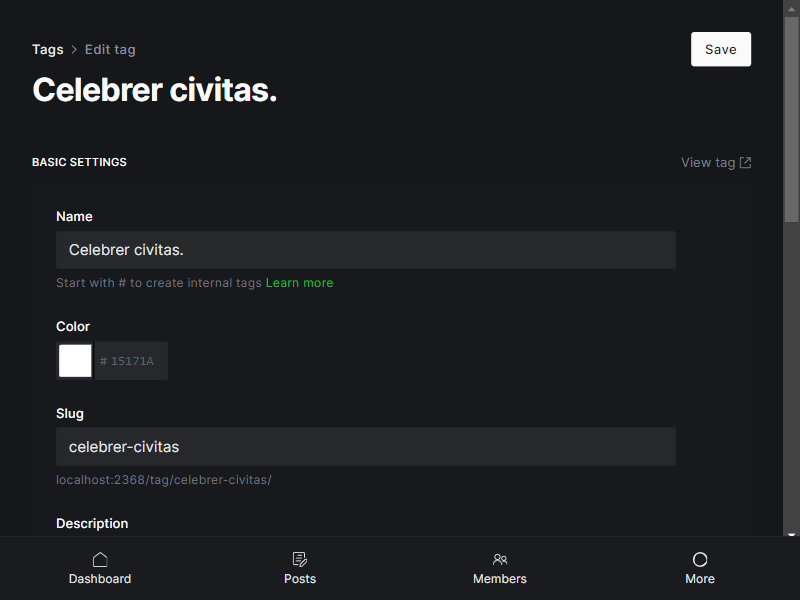 Tags > Edit tag
Save
Celebrer civitas.
BASIC SETTINGS
View tag
Name
Celebrer civitas.
Start with # to create internal tags Learn more
Color
# 15171A
Slug
celebrer-civitas
localhost:2368/tag/celebrer-civitas/
Description
Dashboard
Posts
Members
More